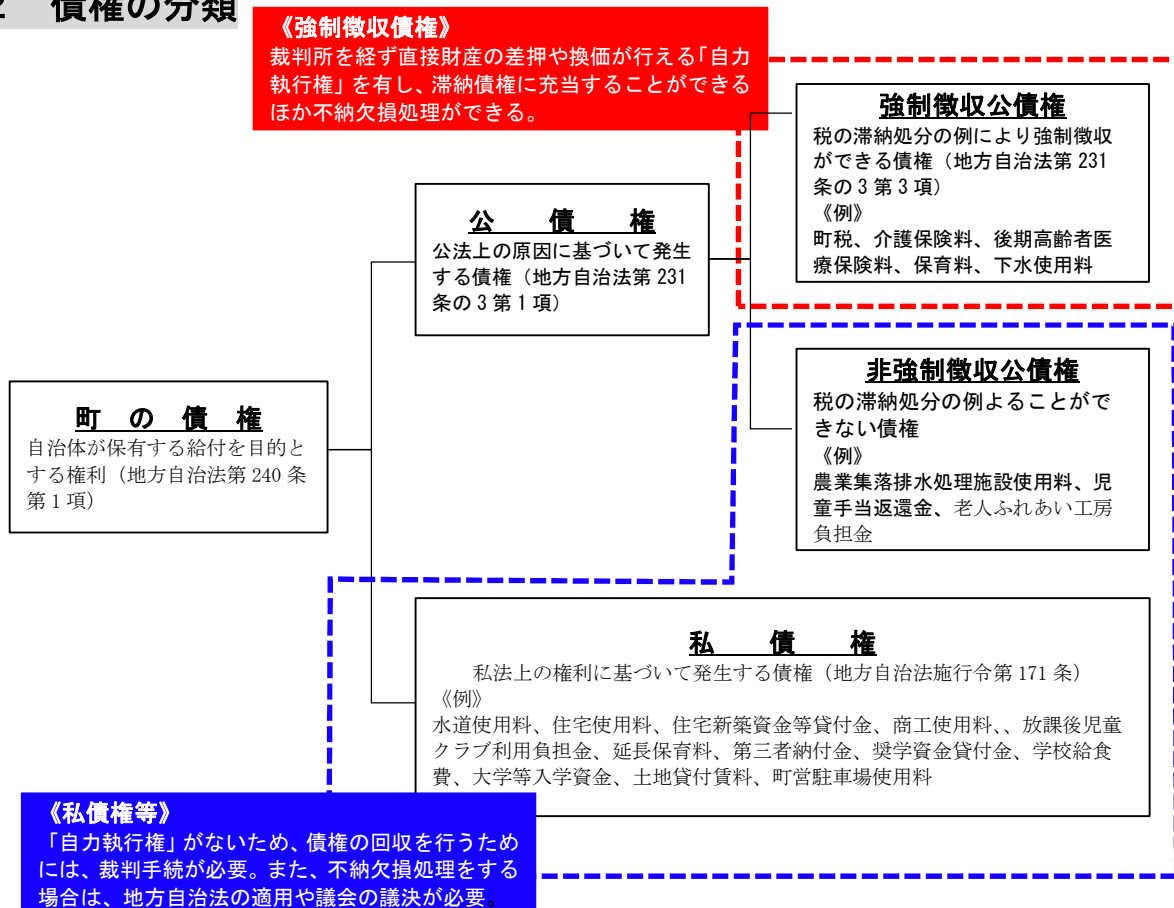 2 債権の分類
《強制徴収債権》
裁判所を経ず直接財産の差押や換価が行える「自力
執行権」を有し、滞納債権に充当することができる
ほか不納欠損処理ができる。
強制徴収公債権
税の滞納処分の例により強制徴収
ができる債権（地方自治法第 231
条の 3 第 3 項）
《例》
町税、介護保険料、後期高齢者医
療保険料、保育料、下水使用料
公 債 権
公法上の原因に基づいて発生
する債権（地方自治法第 231
条の 3 第 1 項）
非強制徴収公債権
税の滞納処分の例よることがで
きない債権
《例》
農業集落排水処理施設使用料、児
童手当返還金、老人ふれあい工房
負担金
町 の 債 権
自治体が保有する給付を目的と
する権利（地方自治法第 240 条
第 1 項）
私 債 権
私法上の権利に基づいて発生する債権（地方自治法施行令第 171 条）
《例》
水道使用料、住宅使用料、住宅新築資金等貸付金、商工使用料、、放課後児童
クラブ利用負担金、延長保育料、第三者納付金、奨学資金貸付金、学校給食
費、大学等入学資金、土地貸付賃料、町営駐車場使用料
《私債権等》
「自力執行権」がないため、債権の回収を行うため
には、裁判手続が必要。また、不納欠損処理をする
場合は、地方自治法の適用や議会の議決が必要。